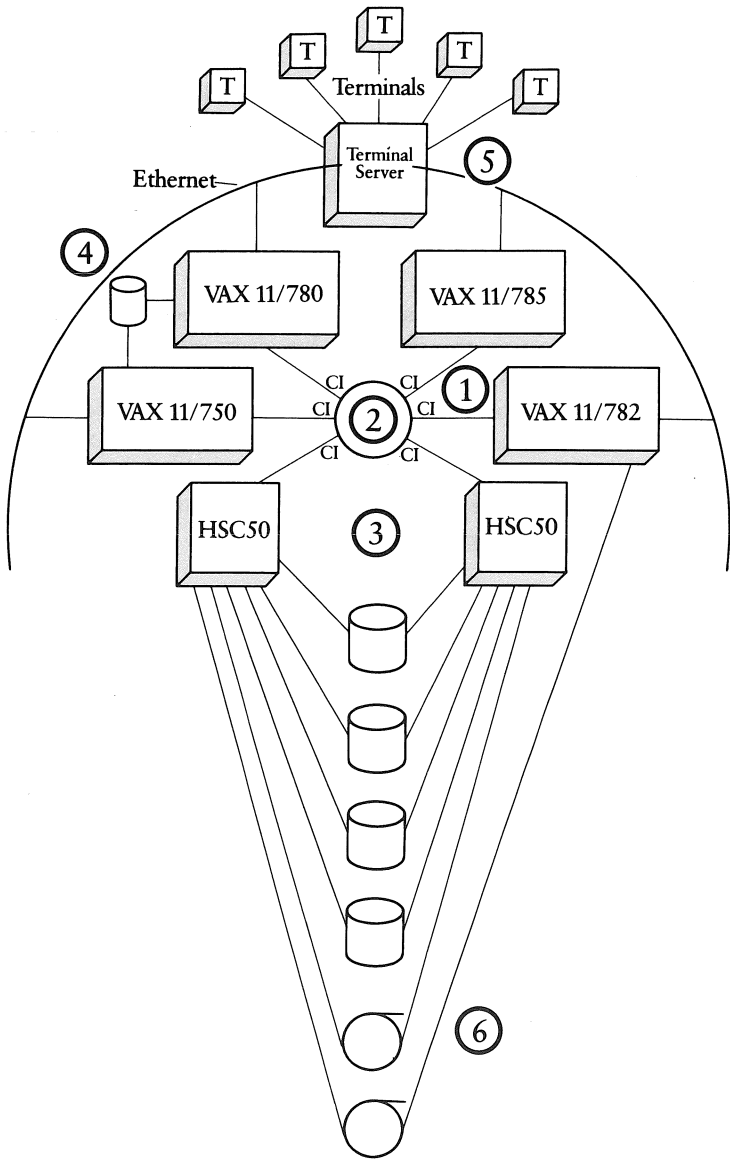 T
T
T
T
T
Terminals
Terminal
Server
5
Ethernet
4
VAX 11/780
VAX 11/785
CI
CI
1
VAX 11/750
CI
2
CI
VAX 11/782
CI
CI
HSC50
3
HSC50
6